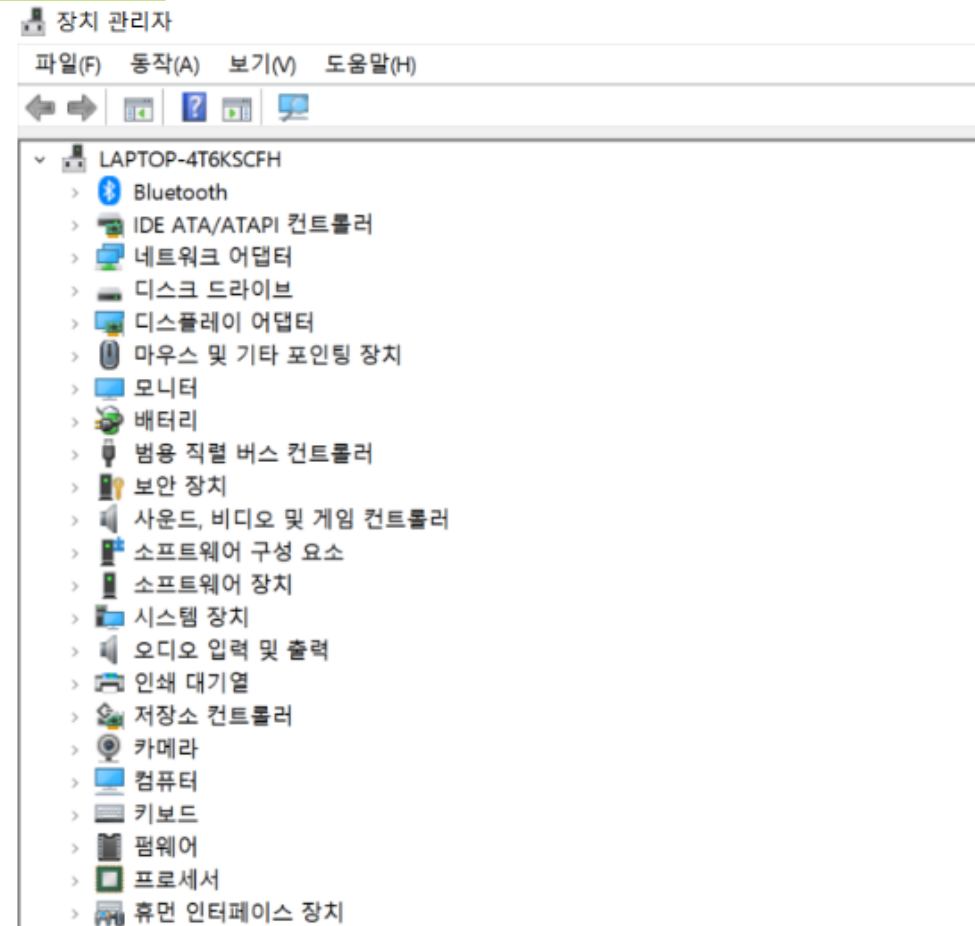 장치 관리자
파일(F) 동작(A) 보기(V) 도움말(H)
LAPTOP-4T6KSCFH
Bluetooth
IDE ATA/ATAPI 컨트롤러
네트워크 어댑터
디스크 드라이브
디스플레이 어댑터
마우스 및 기타 포인팅 장치
모니터
배터리
범용 직렬 버스 컨트롤러
보안 장치
사운드, 비디오 및 게임 컨트롤러
소프트웨어 구성 요소
소프트웨어 장치
시스템 장치
오디오 입력 및 출력
인쇄 대기열
저장소 컨트롤러
카메라
컴퓨터
키보드
펌웨어
프로세서
휴먼 인터페이스 장치